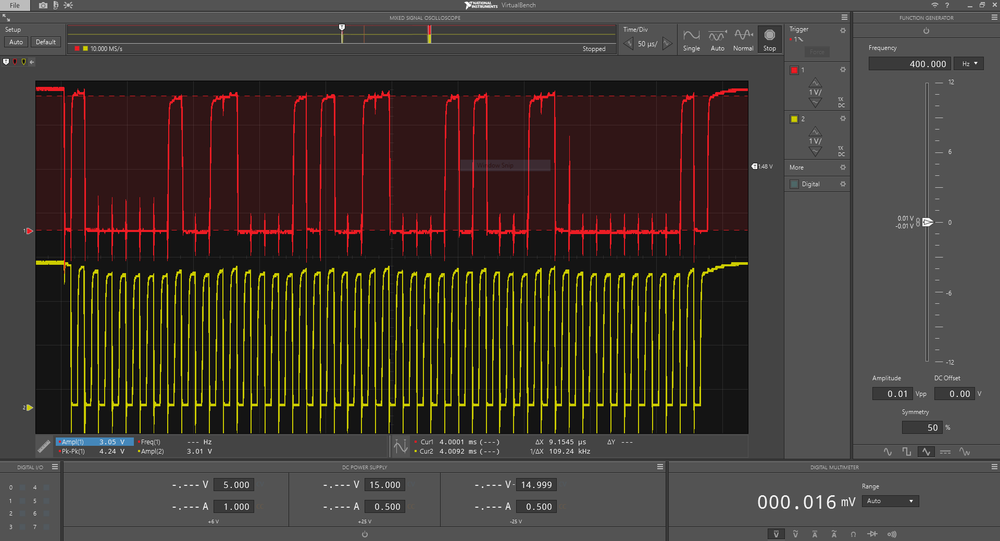 File
NATIONAL INSTRUMENTS VirtualBench
?
MIXED SIGNAL OSCILLOSCOPE
FUNCTION GENERATOR
Setup
Auto Default
T
10.000 MS/s
Stopped
Time/Div
50 µs/
Single Auto Normal Stop
Trigger
1
Force
1
1 V/
1X
DC
2
1 V/
1X
DC
More
Digital
T
T 1.48 V
Window Snip
1
2
Ampl(1) 3.05 V Freq(1) --- Hz
Pk-Pk(1) 4.24 V Ampl(2) 3.01 V
Cur1 4.0001 ms (---) ΔX 9.1545 µs ΔY ---
Cur2 4.0092 ms (---) 1/ΔX 109.24 kHz
Frequency
400.000 Hz
12
6
0.01 V
-0.01 V
0
-6
-12
Amplitude DC Offset
0.01 Vpp 0.00 V
Symmetry
50 %
DIGITAL I/O
0 4
1 5
2 6
3 7
DC POWER SUPPLY
-.--- V 5.000 -.--- V 15.000 -.--- V - 14.999
-.--- A 1.000 -.--- A 0.500 -.--- A 0.500
+6 V +25 V -25 V
DIGITAL MULTIMETER
000.016 mV
Range
Auto
V V A A Ω